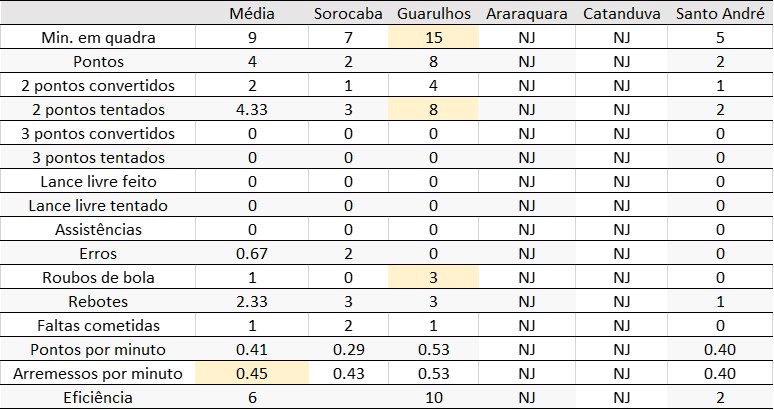 Média Sorocaba Guarulhos Araraquara Catanduva Santo André
Min. em quadra 9 7 15 NJ NJ 5
Pontos 4 2 8 NJ NJ 2
2 pontos convertidos 2 1 4 NJ NJ 1
2 pontos tentados 4.33 3 8 NJ NJ 2
3 pontos convertidos 0 0 0 NJ NJ 0
3 pontos tentados 0 0 0 NJ NJ 0
Lance livre feito 0 0 0 NJ NJ 0
Lance livre tentado 0 0 0 NJ NJ 0
Assistências 0 0 0 NJ NJ 0
Erros 0.67 2 0 NJ NJ 0
Roubos de bola 1 0 3 NJ NJ 0
Rebotes 2.33 3 3 NJ NJ 1
Faltas cometidas 1 2 1 NJ NJ 0
Pontos por minuto 0.41 0.29 0.53 NJ NJ 0.40
Arremessos por minuto 0.45 0.43 0.53 NJ NJ 0.40
Eficiência 6 10 NJ NJ 2